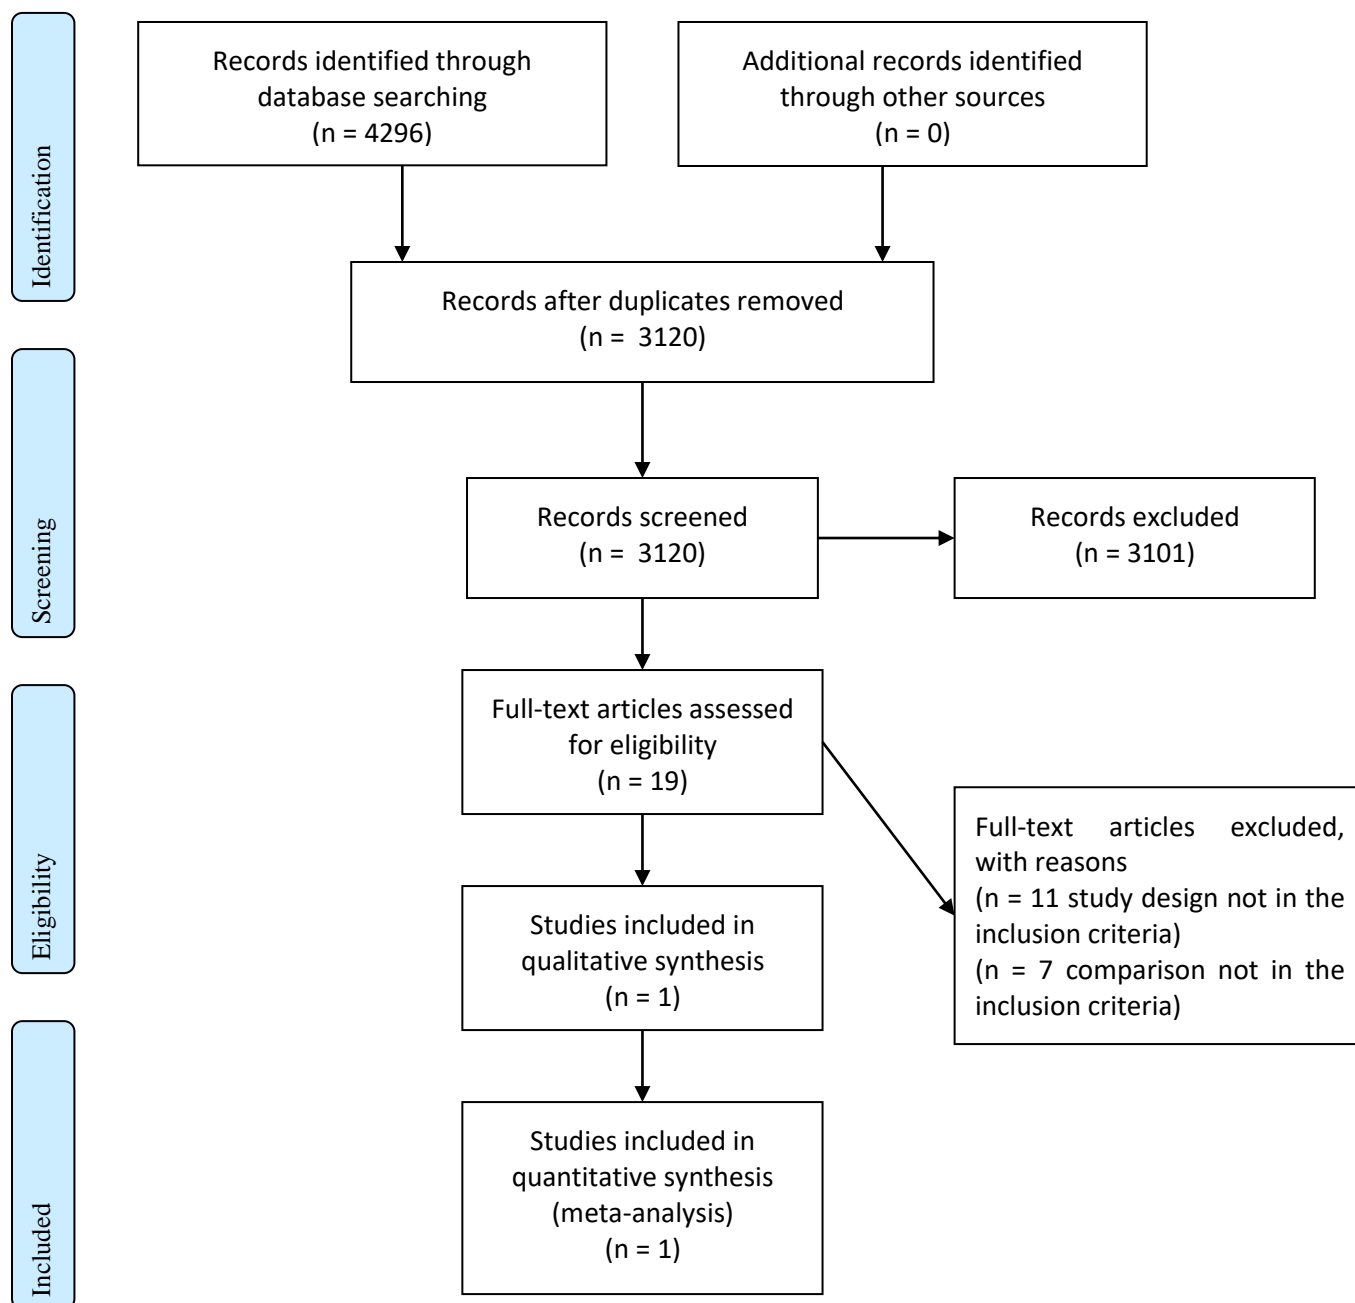 Identification
Records identified through
database searching
(n = 4296)
Additional records identified
through other sources
(n = 0)
Records after duplicates removed
(n =  3120)
Screening
Records screened
(n =  3120)
Records excluded
(n = 3101)
Eligibility
Full-text articles assessed
for eligibility
(n = 19)
Full-text articles excluded,
with reasons
(n = 11 study design not in the
inclusion criteria)
(n = 7 comparison not in the
inclusion criteria)
Studies included in
qualitative synthesis
(n = 1)
Included
Studies included in
quantitative synthesis
(meta-analysis)
(n = 1)